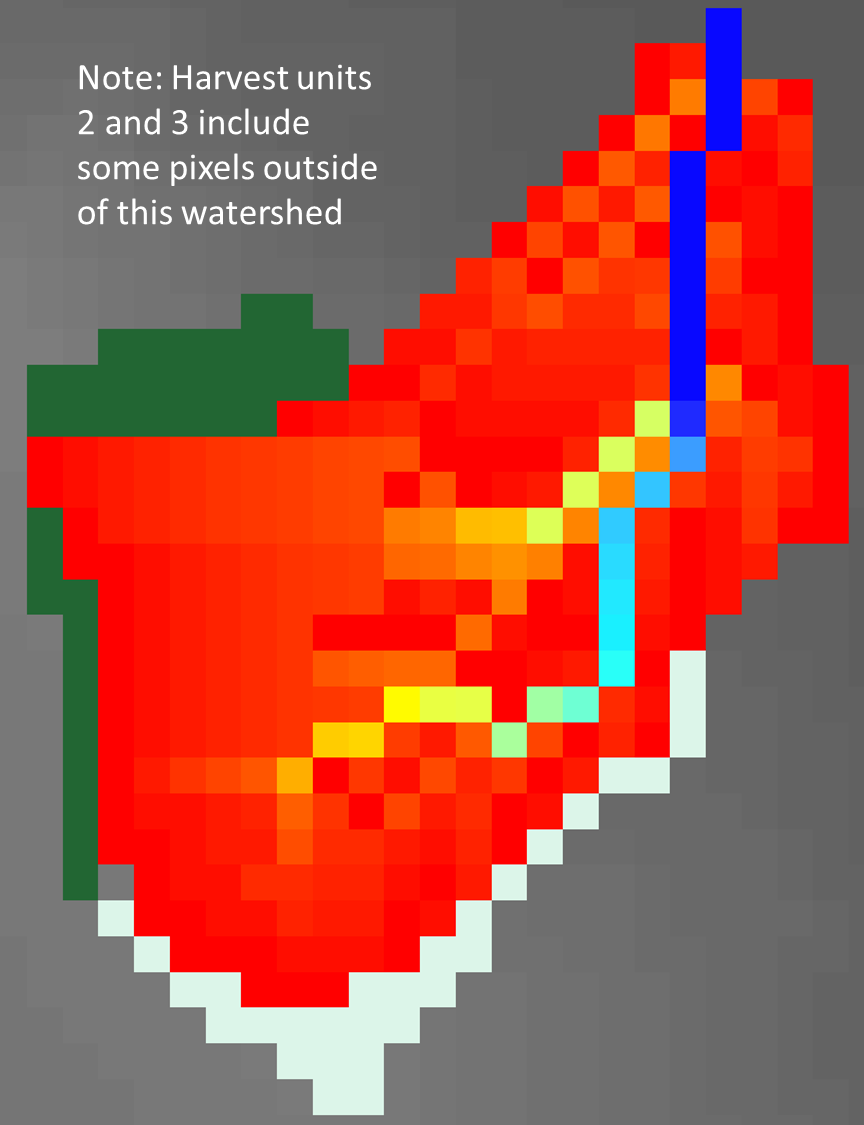 Note: Harvest units
2 and 3 include
some pixels outside
of this watershed